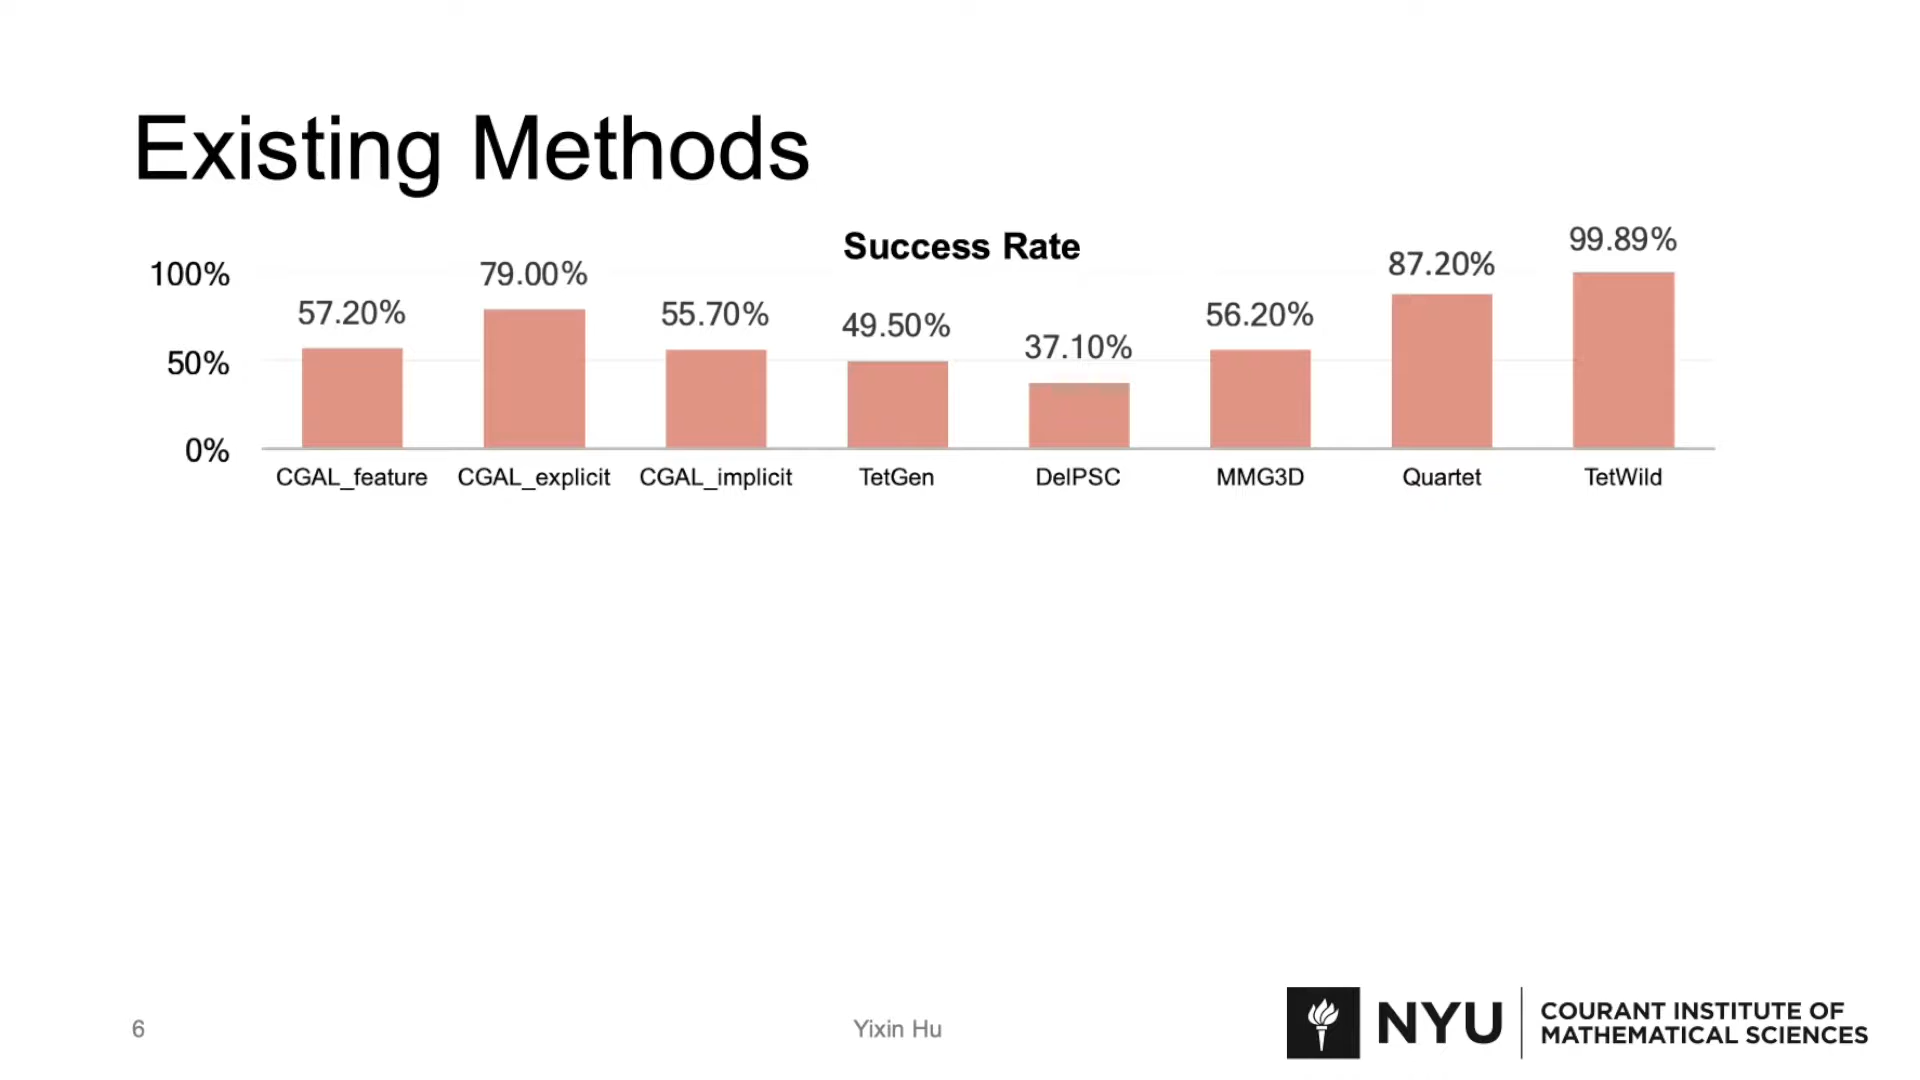 Existing Methods
Success Rate
100%
50%
0%
57.20%
79.00%
55.70%
49.50%
37.10%
56.20%
87.20%
99.89%
CGAL_feature
CGAL_explicit
CGAL_implicit
TetGen
DelPSC
MMG3D
Quartet
TetWild
6
Yixin Hu
NYU
COURANT INSTITUTE OF
MATHEMATICAL SCIENCES